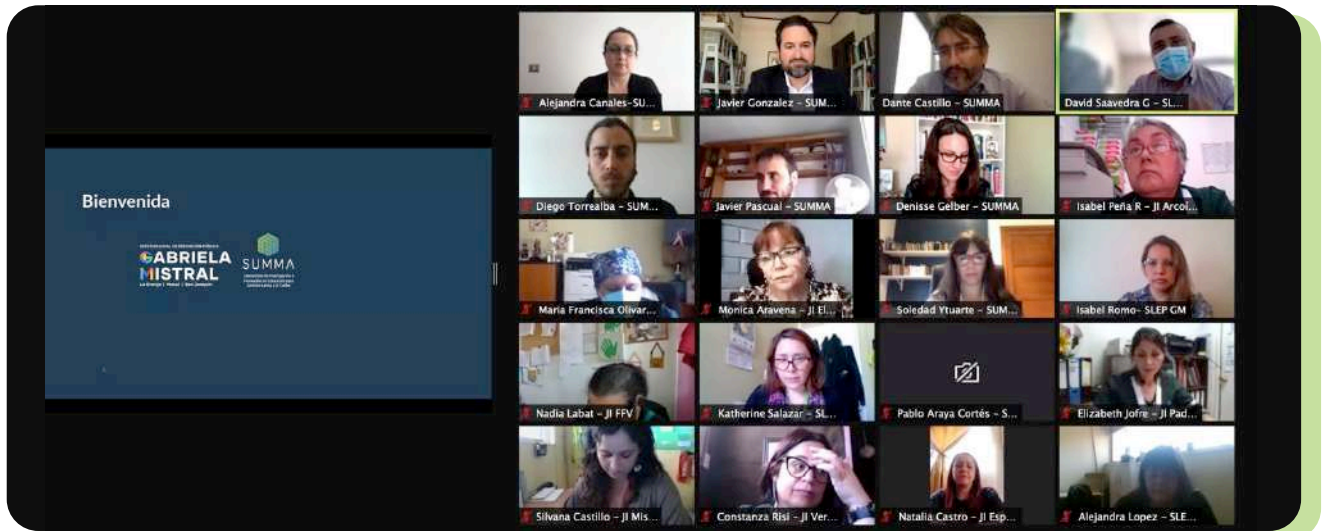 Bienvenida
GABRIELA
MISTRAL
SUMMA
Alejandra Canales-SU...
Javier Gonzalez - SUM...
Dante Castillo - SUMMA
David Saavedra G - SL...
Diego Torrealba - SUM...
Javier Pascual - SUMMA
Denisse Gelber - SUMMA
Isabel Peña R - JI Arcoi...
Maria Francisca Olivar...
Monica Aravena - JI El...
Soledad Ytuarte - SUM...
Isabel Romo- SLEP GM
Nadia Labat - JI FFV
Katherine Salazar - SL...
Pablo Araya Cortés - S...
Elizabeth Jofre - JI Pad...
Silvana Castillo - JI Mis...
Constanza Risi - JI Ver...
Natalia Castro - JI Esp...
Alejandra Lopez - SLE...